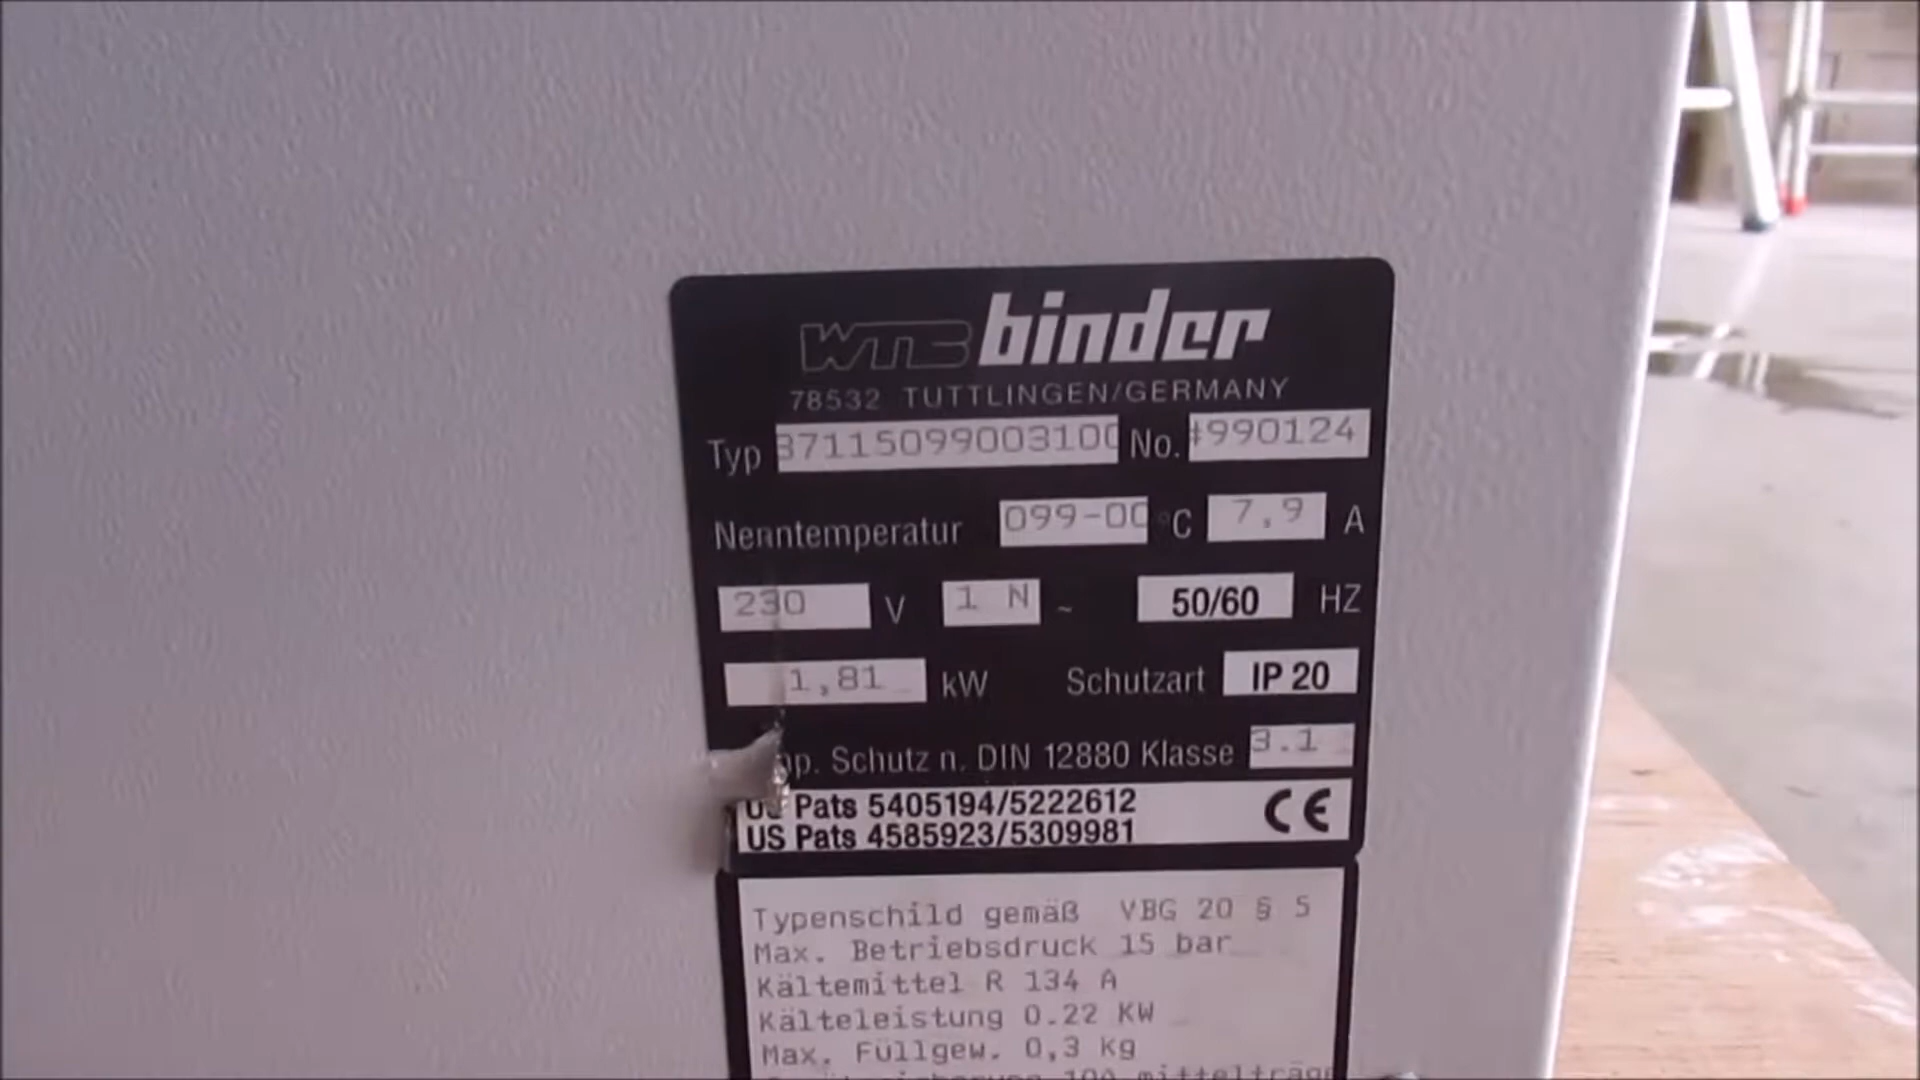 WTB binder
78532 TUTTLINGEN/GERMANY
Typ 37115099003100 No. #990124
Nenntemperatur 099-00 °C 7,9 A
230 V 1 N ~ 50/60 HZ
1,81 kW Schutzart IP 20
Schutz n. DIN 12880 Klasse 3.1
US Pats 5405194/5222612 CE
US Pats 4585923/5309981
Typenschild gemäß VBG 20 § 5
Max. Betriebsdruck 15 bar
Kältemittel R 134 A
Kälteleistung 0.22 KW
Max. Füllgew. 0,3 Kg
10A